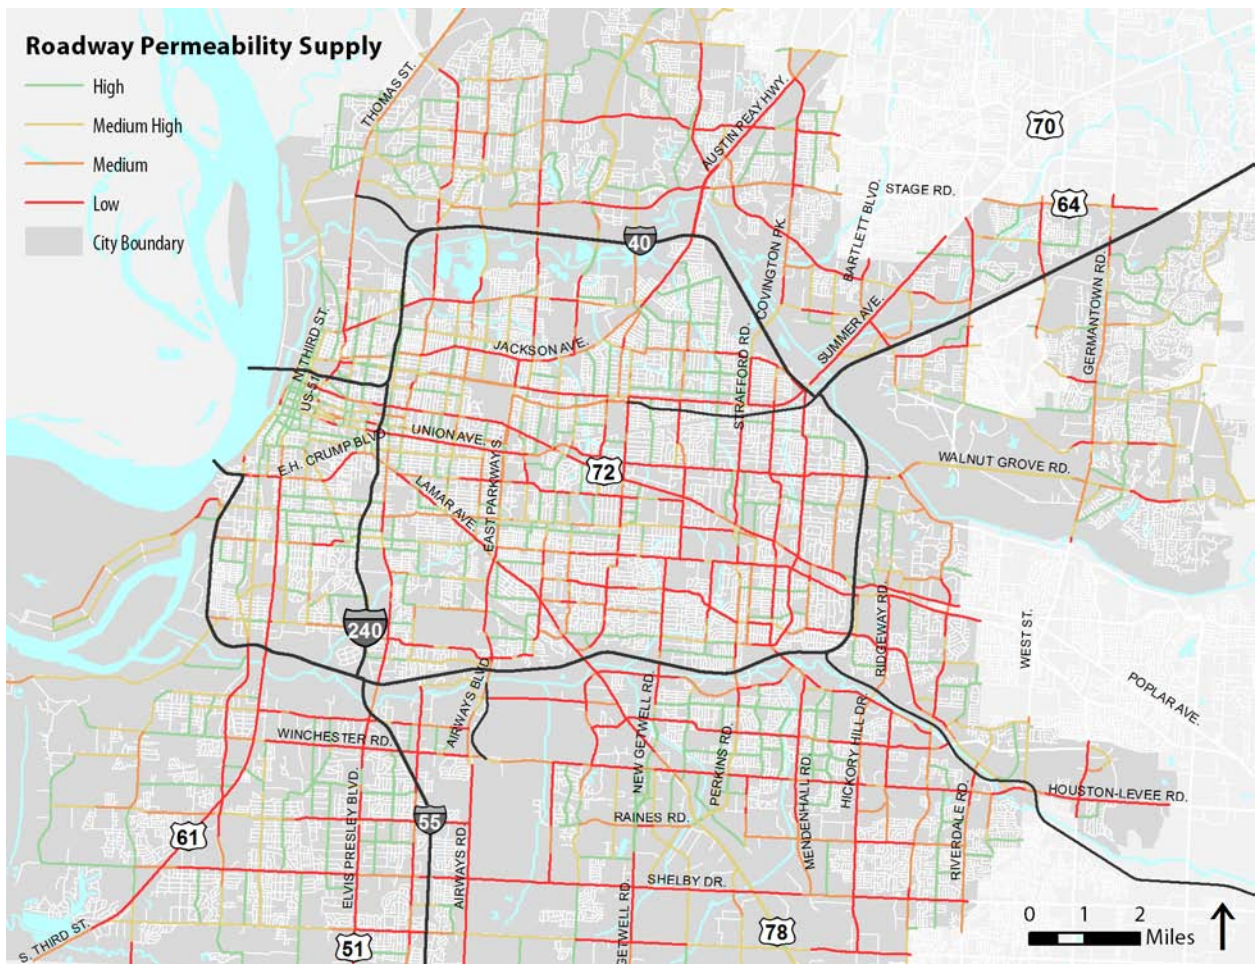 Roadway Permeability Supply
High
Medium High
Medium
Low
City Boundary
THOMAS ST.
AUSTIN PEAY HWY.
70
STAGE RD.
BARTLETT BLVD.
64
40
COVINGTON PK.
GERMANTOWN RD.
SUMMER AVE.
N. THIRD ST.
JACKSON AVE.
STRAFFORD RD.
US-51
UNION AVE.
E.H. CRUMP BLVD.
72
WALNUT GROVE RD.
LAMAR AVE.
EAST PARKWAY S.
240
RIDGEWAY RD.
WEST ST.
POPLAR AVE.
AIRWAYS BLVD.
NEW GETWELL RD.
HICKORY HILL DR.
WINCHESTER RD.
PERKINS RD.
MENDENHALL RD.
HOUSTON-LEVEE RD.
ELVIS PRESLEY BLVD.
RAINES RD.
RIVERDALE RD.
61
55
AIRWAYS RD.
SHELBY DR.
GETWELL RD.
S. THIRD ST.
51
78
0 1 2
Miles